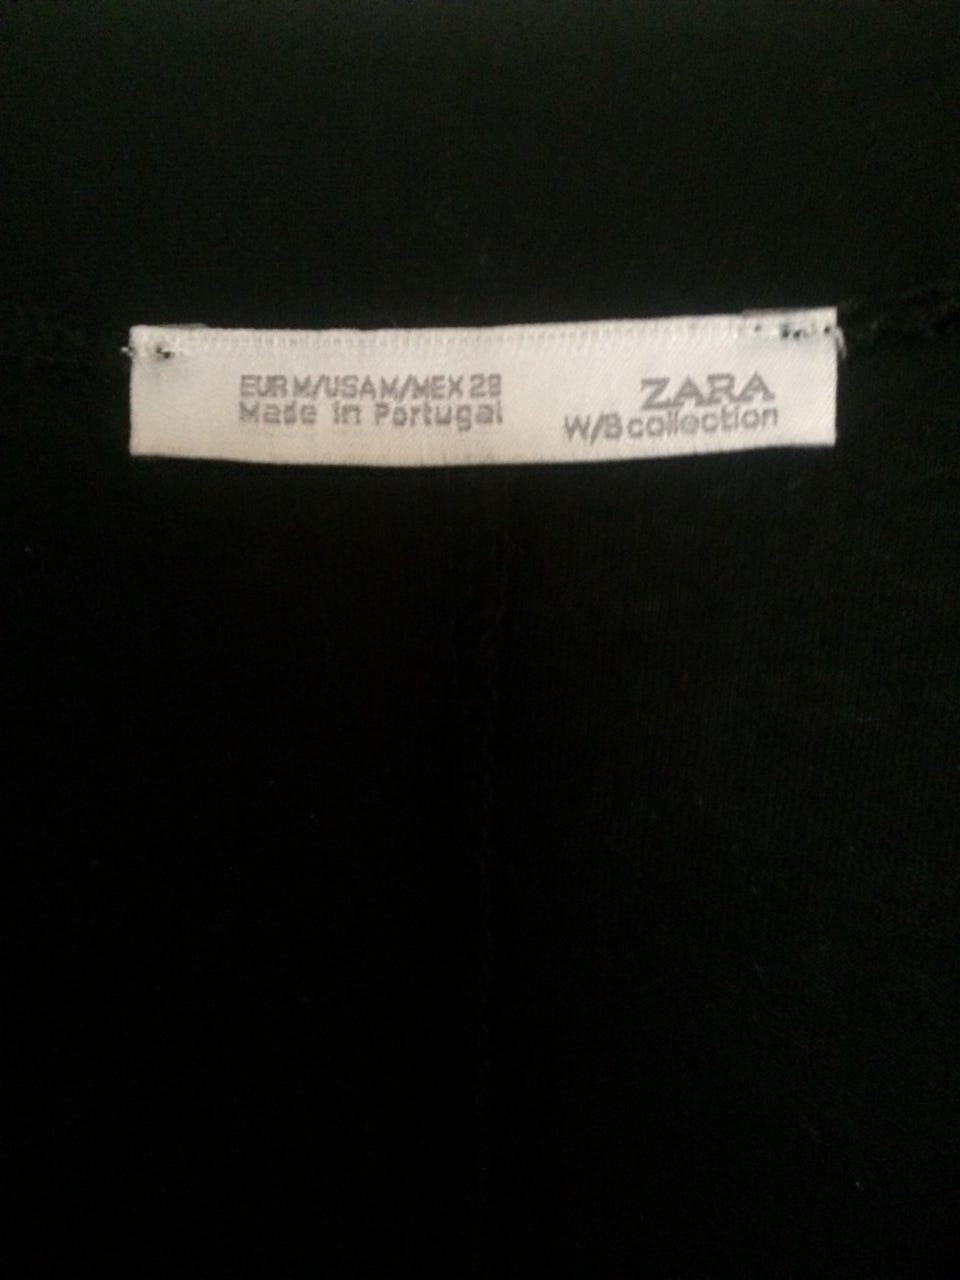 EUR M/USA M/MEX 28
Made in Portugal
ZARA
W/B collection